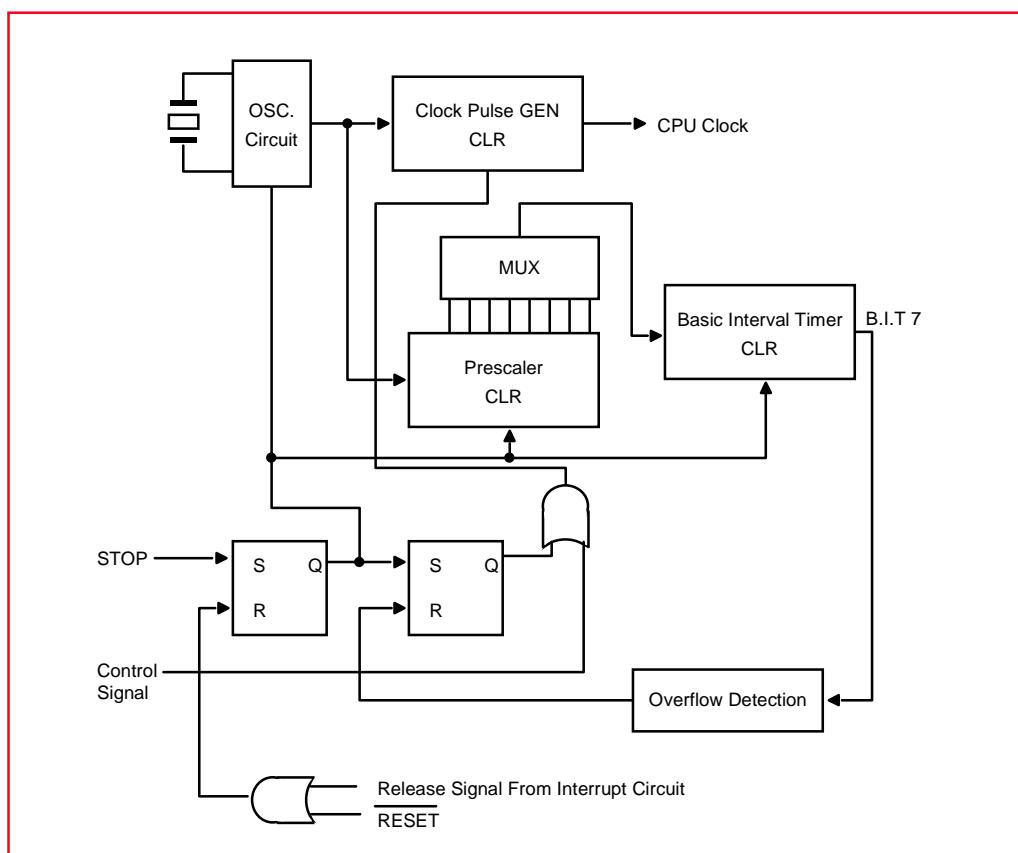 OSC.
Circuit
Clock Pulse GEN
CLR
CPU Clock
MUX
Basic Interval Timer
CLR
B.I.T 7
Prescaler
CLR
STOP
S Q
R
S Q
R
Control
Signal
Overflow Detection
Release Signal From Interrupt Circuit
RESET